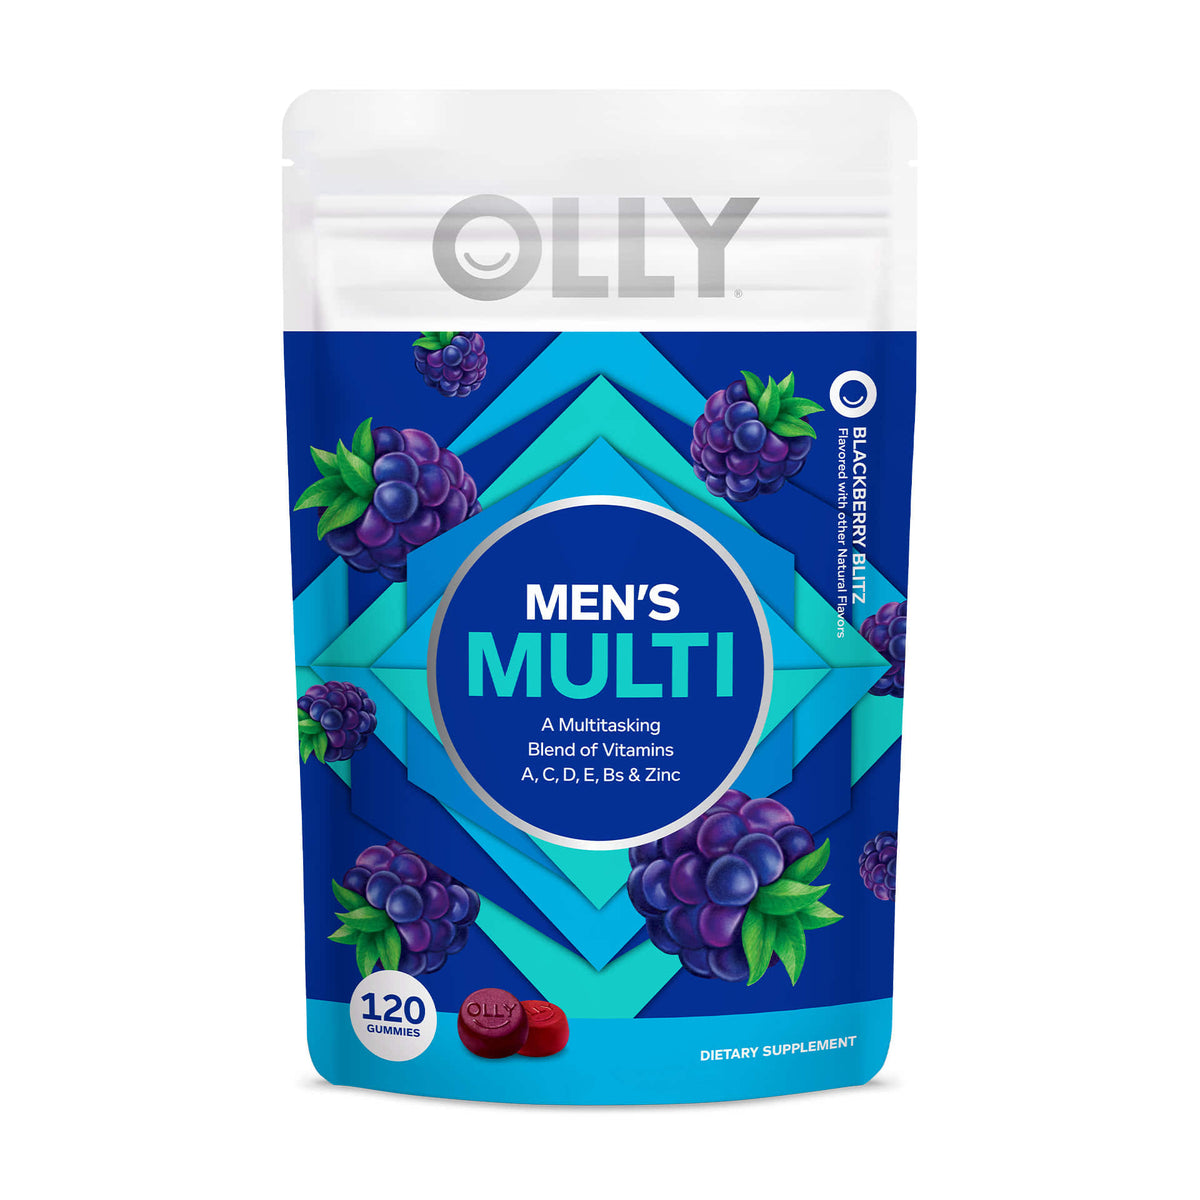 OLLY®
BLACKBERRY BLITZ
Flavored with other Natural Flavors
MEN'S
MULTI
A Multitasking
Blend of Vitamins
A, C, D, E, Bs & Zinc
120
GUMMIES
OLLY
DIETARY SUPPLEMENT